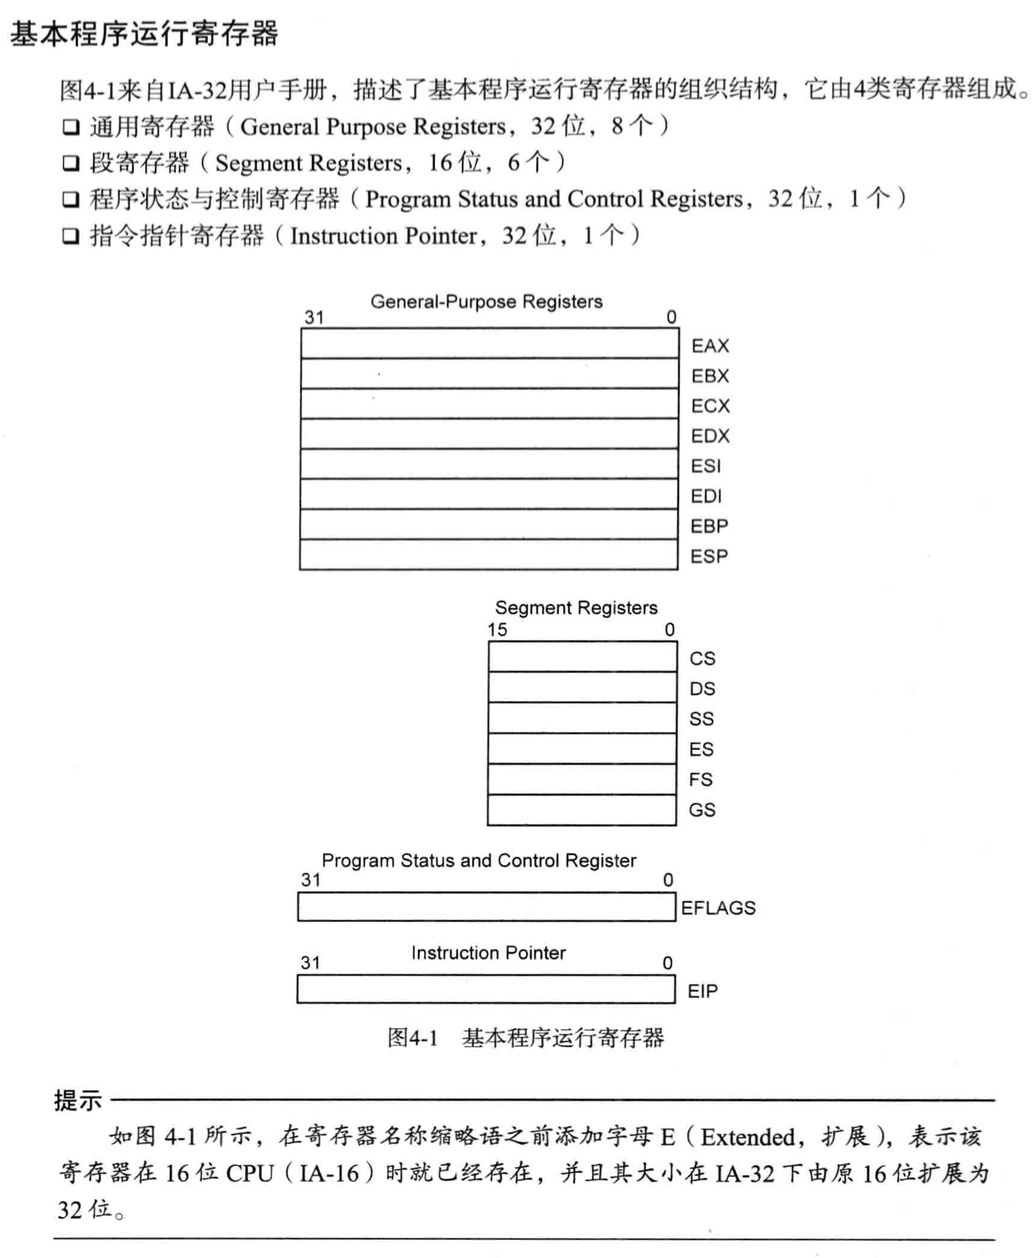 基本程序运行寄存器
图4-1来自IA-32用户手册，描述了基本程序运行寄存器的组织结构，它由4类寄存器组成。
❑ 通用寄存器（General Purpose Registers，32位，8个）
❑ 段寄存器（Segment Registers，16位，6个）
❑ 程序状态与控制寄存器（Program Status and Control Registers，32位，1个）
❑ 指令指针寄存器（Instruction Pointer，32位，1个）
General-Purpose Registers
31 0
EAX
EBX
ECX
EDX
ESI
EDI
EBP
ESP
Segment Registers
15 0
CS
DS
SS
ES
FS
GS
Program Status and Control Register
31 0
EFLAGS
Instruction Pointer
31 0
EIP
图4-1 基本程序运行寄存器
提示
如图 4-1 所示，在寄存器名称缩略语之前添加字母 E（Extended，扩展），表示该
寄存器在 16 位 CPU（IA-16）时就已经存在，并且其大小在 IA-32 下由原 16 位扩展为
32 位。